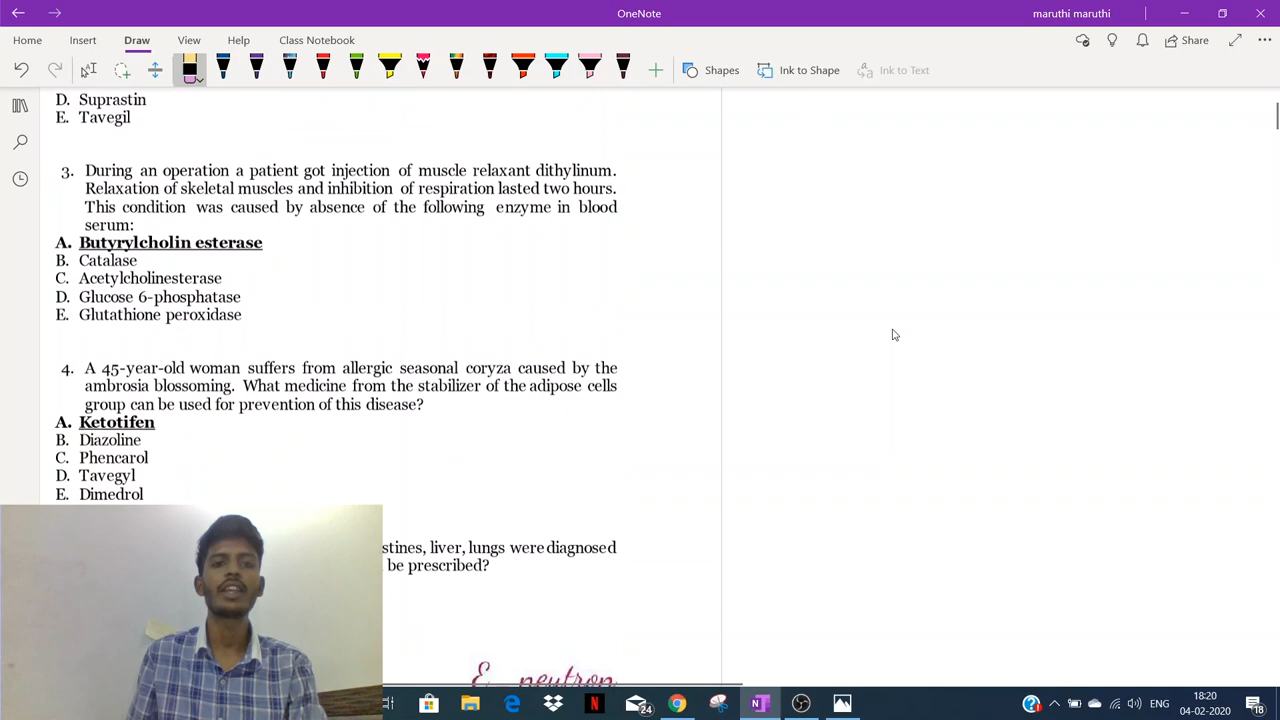 OneNote
maruthi maruthi
Home
Insert
Draw
View
Help
Class Notebook
Share
Shapes
Ink to Shape
Ink to Text
D. Suprastin
E. Tavegil
3. During an operation a patient got injection of muscle relaxant dithylinum.
Relaxation of skeletal muscles and inhibition of respiration lasted two hours.
This condition was caused by absence of the following enzyme in blood
serum:
A. Butyrylcholin esterase
B. Catalase
C. Acetylcholinesterase
D. Glucose 6-phosphatase
E. Glutathione peroxidase
4. A 45-year-old woman suffers from allergic seasonal coryza caused by the
ambrosia blossoming. What medicine from the stabilizer of the adipose cells
group can be used for prevention of this disease?
A. Ketotifen
B. Diazoline
C. Phencarol
D. Tavegyl
E. Dimedrol
stines, liver, lungs were diagnosed
be prescribed?
E neutron
24
ENG
18:20
04-02-2020
18